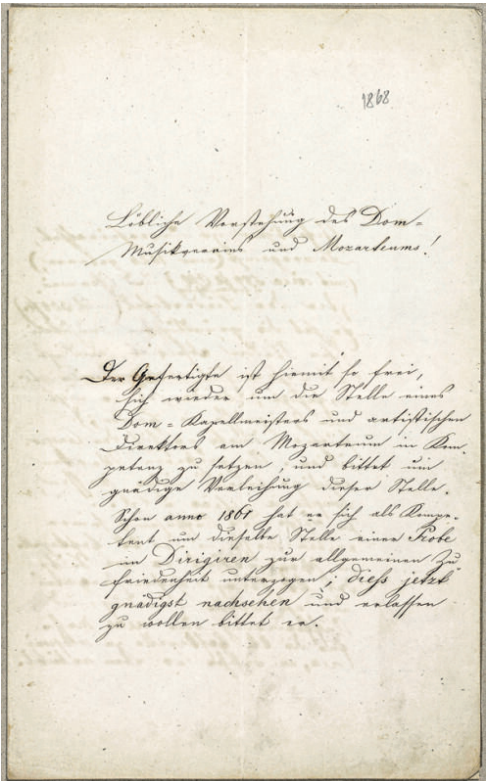 1868
Löbliche Vorstehung des Dom-
Musikvereins und Mozarteums!
Der Gefertigte ist hiemit so frei,
sich wieder um die Stelle eines
Dom-Kapellmeisters und artistischen
Direktors am Mozarteum in Kom-
petenz zu setzen, und bittet um
gnädige Verleihung dieser Stelle.
Schon anno 1861 hat er sich als Kompe-
tent um dieselbe Stelle einer Probe
im Dirigiren zur allgemeinen Zu
friedenheit unterzogen; dieß jetzt
gnädigst nachsehen und erlassen
zu wollen bittet er.